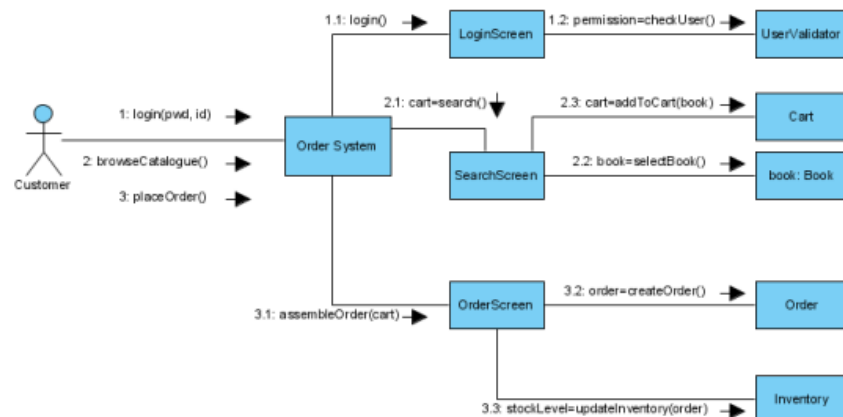 1.1: login()
LoginScreen
1.2: permission=checkUser()
UserValidator
1: login(pwd, id)
2.1: cart=search()
2.3: cart=addToCart(book)
Cart
Order System
2: browseCatalogue()
Customer
SearchScreen
2.2: book=selectBook()
book: Book
3: placeOrder()
3.1: assembleOrder(cart)
OrderScreen
3.2: order=createOrder()
Order
3.3: stockLevel=updateInventory(order)
Inventory